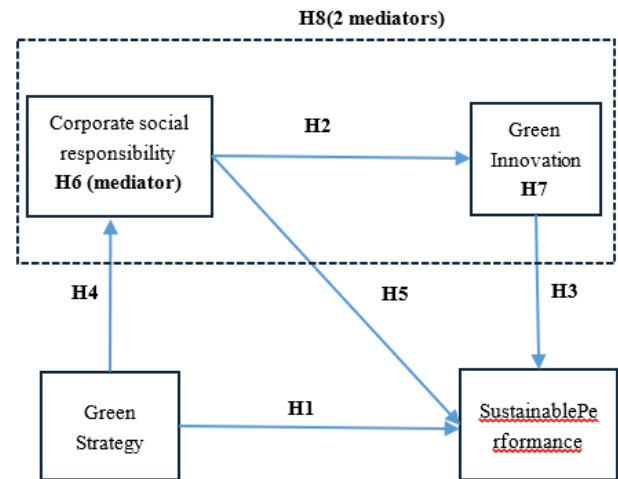 H8(2 mediators)
Corporate social
responsibility
H6 (mediator)
H2
Green
Innovation
H7
H4
H5
H3
Green
Strategy
H1
SustainablePe
rformance